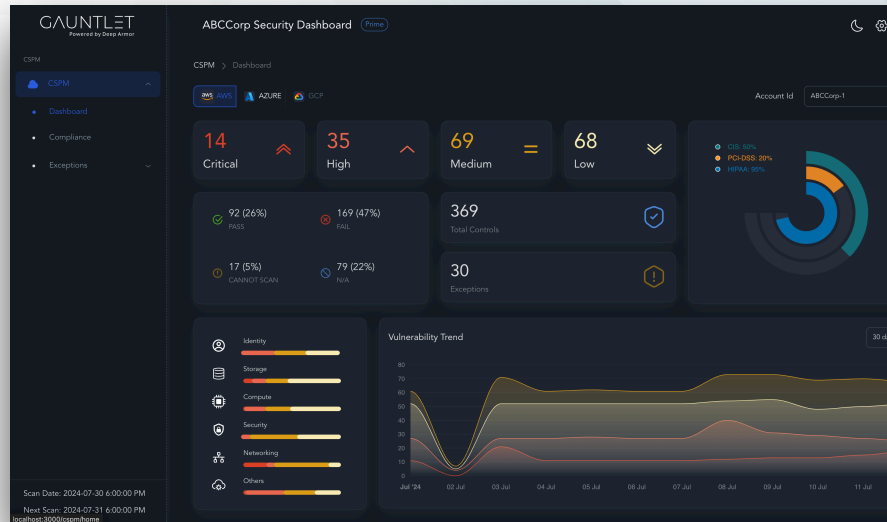 GAUNTLET
Powered by Deep Armor
ABCCorp Security Dashboard Prime
CSPM
CSPM > Dashboard
CSPM
Dashboard
Compliance
Exceptions
aws AWS AZURE GCP
Account Id ABCCorp-1
14
Critical
35
High
69
Medium
68
Low
CIS: 50%
PCI-DSS: 20%
HIPAA: 95%
92 (26%)
PASS
169 (47%)
FAIL
17 (5%)
CANNOT SCAN
79 (22%)
N/A
369
Total Controls
30
Exceptions
Identity
Storage
Compute
Security
Networking
Others
Vulnerability Trend
30 d
80
70
60
50
40
30
20
10
0
Jul '24 02 Jul 03 Jul 04 Jul 05 Jul 06 Jul 07 Jul 08 Jul 09 Jul 10 Jul 11 Jul
Scan Date: 2024-07-30 6:00:00 PM
Next Scan: 2024-07-31 6:00:00 PM
localhost:3000/cspm/home